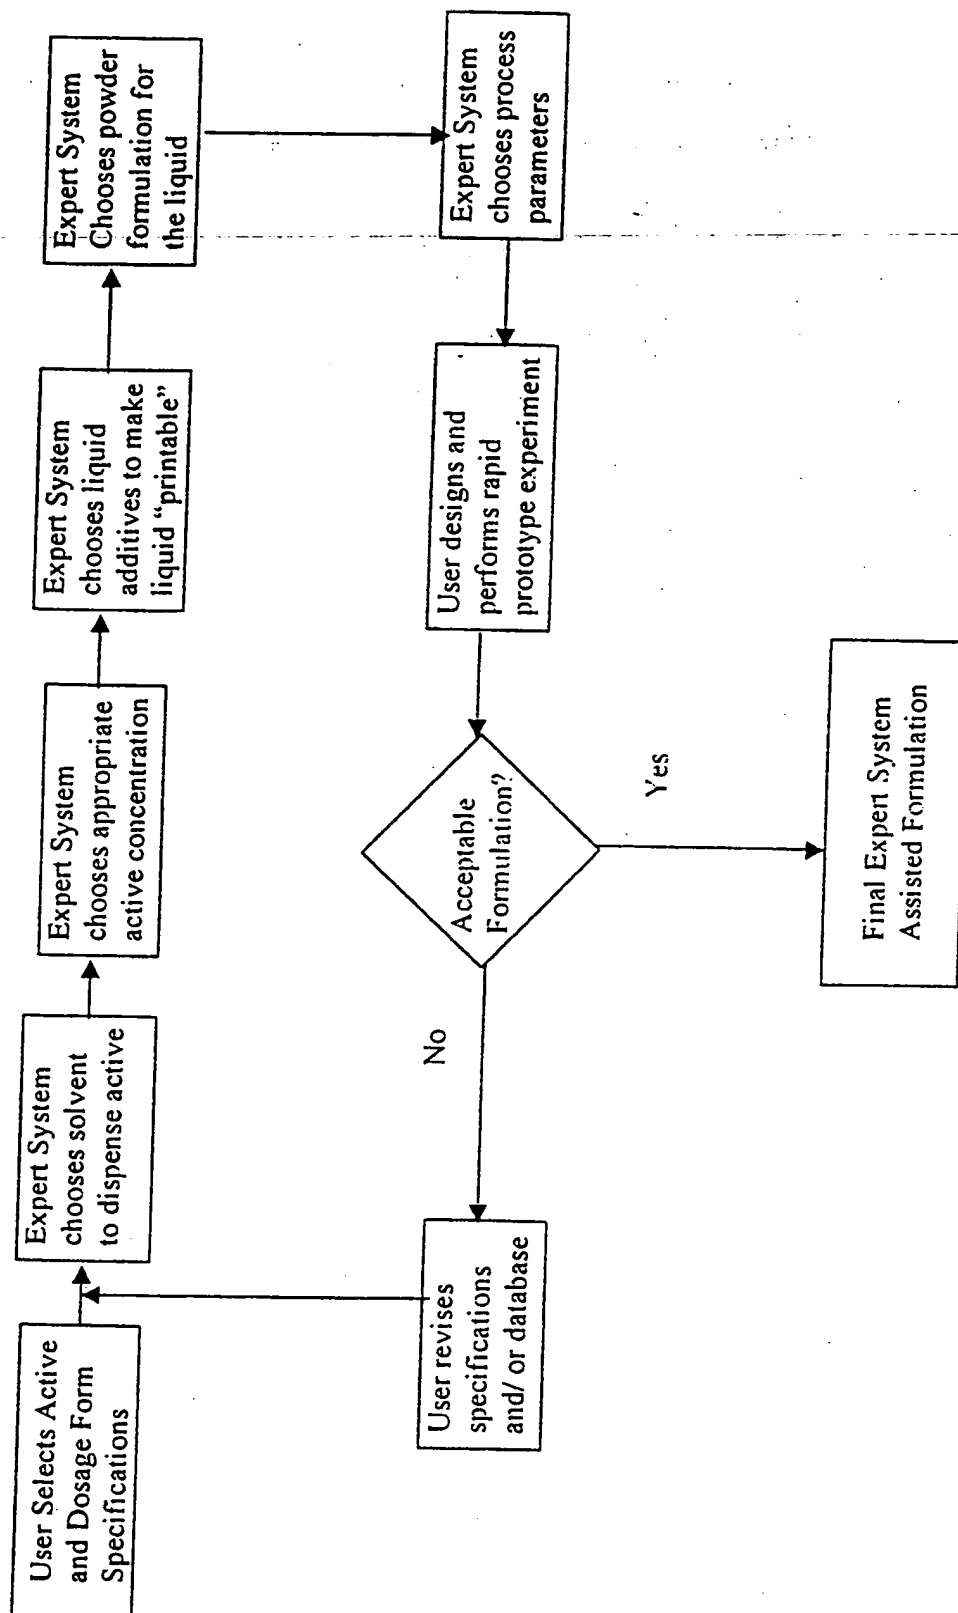 User Selects Active
and Dosage Form
Specifications
Expert System
chooses solvent
to dispense active
Expert System
chooses appropriate
active concentration
Expert System
chooses liquid
additives to make
liquid “printable”
Expert System
Chooses powder
formulation for
the liquid
Expert System
chooses process
parameters
User designs and
performs rapid
prototype experiment
Acceptable
Formulation?
No
Yes
User revises
specifications
and/ or database
Final Expert System
Assisted Formulation